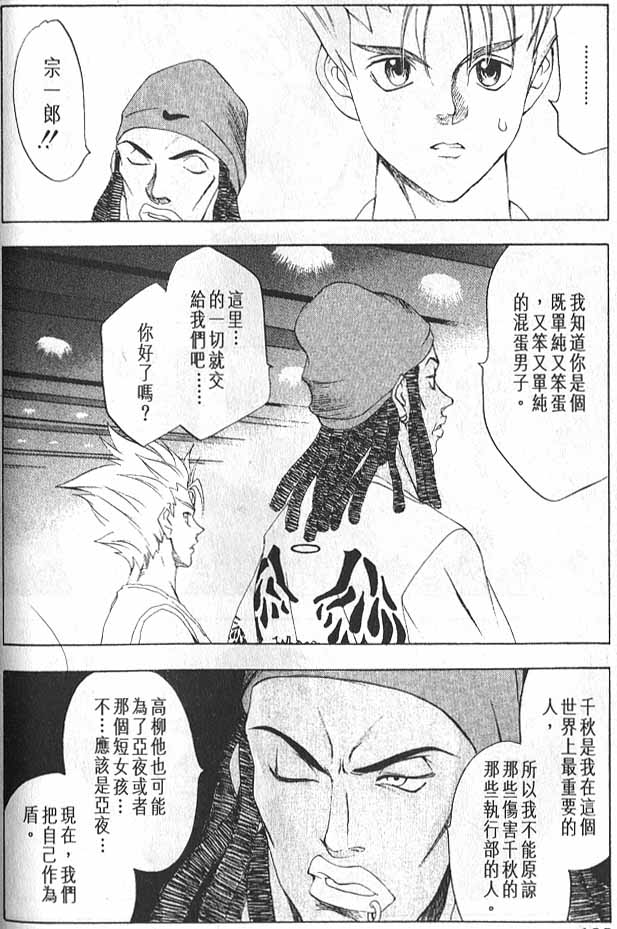 ………
宗一郎!!
我知道你是個
既單純又笨蛋
，又笨又單純
的混蛋男子。
這里…
的一切就交
給我們吧……
你好了嗎？
千秋是我在這個
世界上最重要的
人，
所以我不能原諒
那些傷害千秋的
那些執行部的人。
高柳他也可能
為了亞夜或者
那個短女孩…
不…應該是亞夜…
現在，我們
把自己作為
盾。